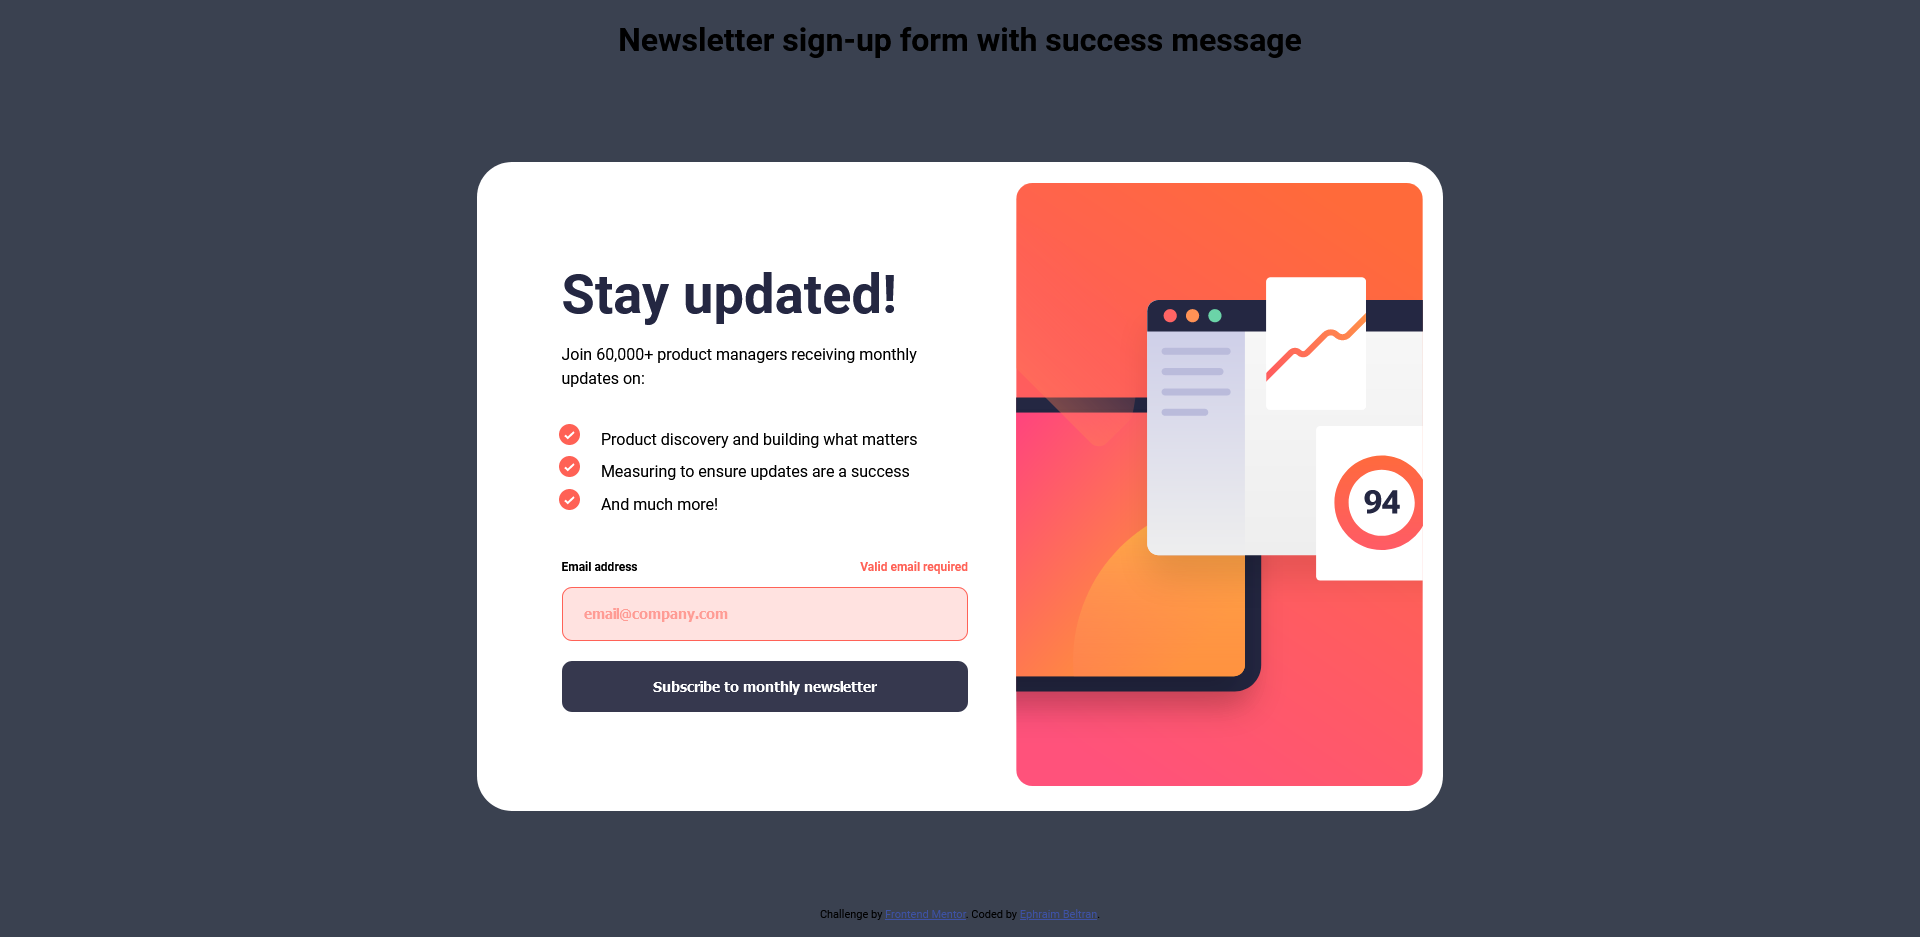 Newsletter sign-up form with success message
Stay updated!
Join 60,000+ product managers receiving monthly
updates on:
Product discovery and building what matters
Measuring to ensure updates are a success
And much more!
Email address
Valid email required
email@company.com
Subscribe to monthly newsletter
94
Challenge by Frontend Mentor. Coded by Ephraim Beltran.